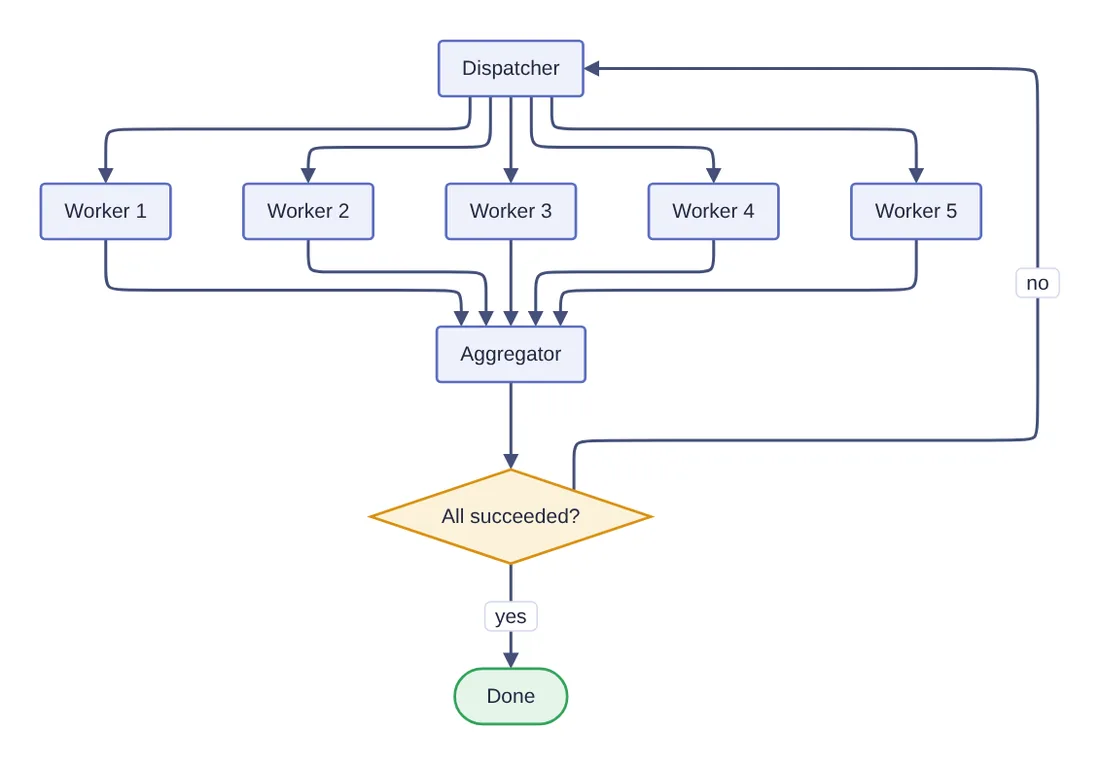 Dispatcher
Worker 1
Worker 2
Worker 3
Worker 4
Worker 5
no
Aggregator
All succeeded?
yes
Done